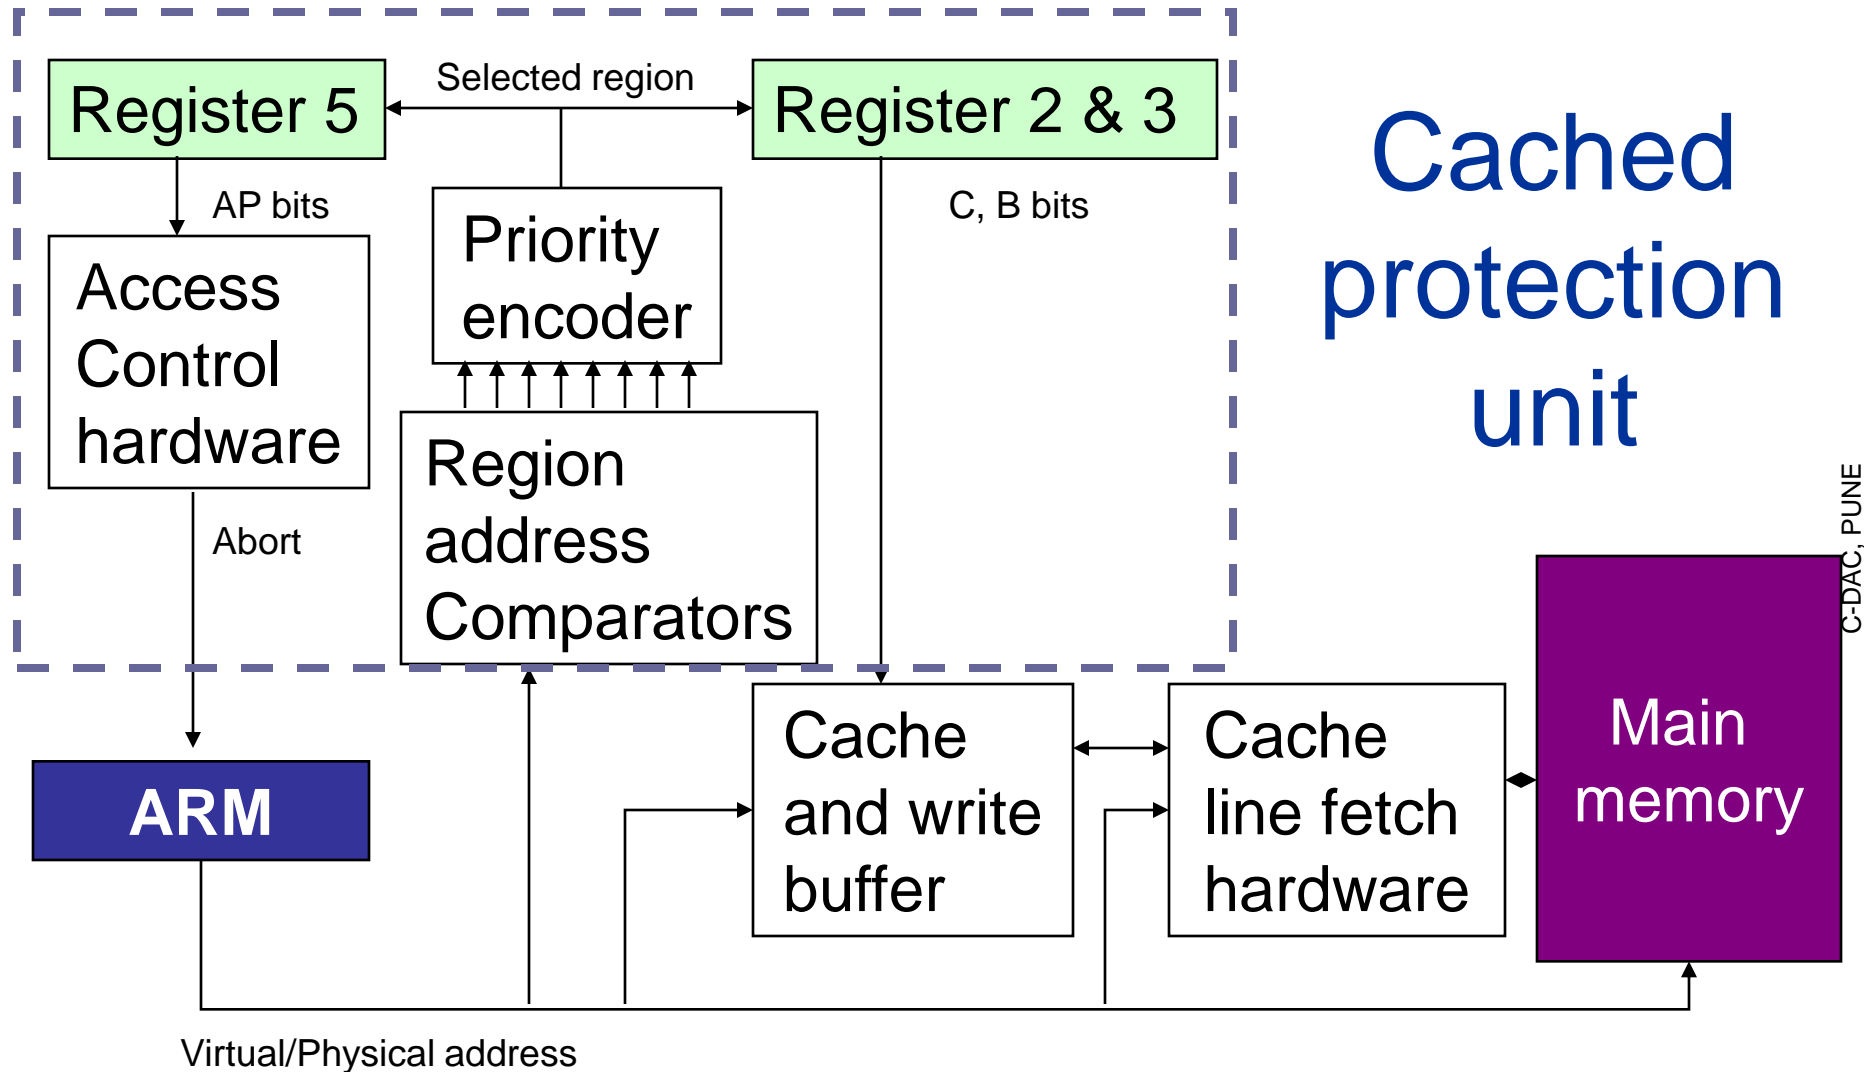 Register 5
Selected region
Register 2 & 3
Cached
protection
unit
AP bits
Priority
encoder
C, B bits
Access
Control
hardware
Region
address
Comparators
Abort
C-DAC, PUNE
ARM
Cache
and write
buffer
Cache
line fetch
hardware
Main
memory
Virtual/Physical address